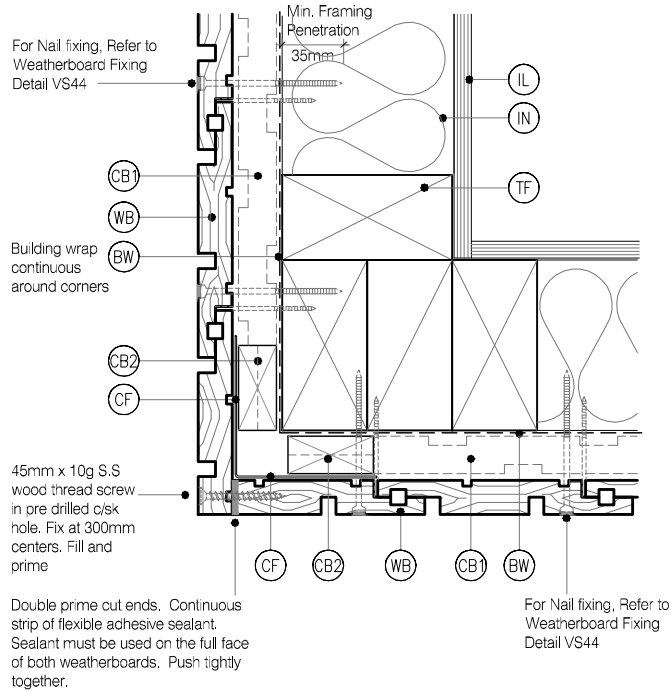 Min. Framing
Penetration
35mm
For Nail fixing, Refer to
Weatherboard Fixing
Detail VS44
IL
IN
CB1
TF
WB
Building wrap
continuous
around corners
BW
CB2
CF
45mm x 10g S.S
wood thread screw
in pre drilled c/sk
hole. Fix at 300mm
centers. Fill and
prime
CF
CB2
WB
CB1
BW
Double prime cut ends. Continuous
strip of flexible adhesive sealant.
Sealant must be used on the full face
of both weatherboards. Push tightly
together.
For Nail fixing, Refer to
Weatherboard Fixing
Detail VS44